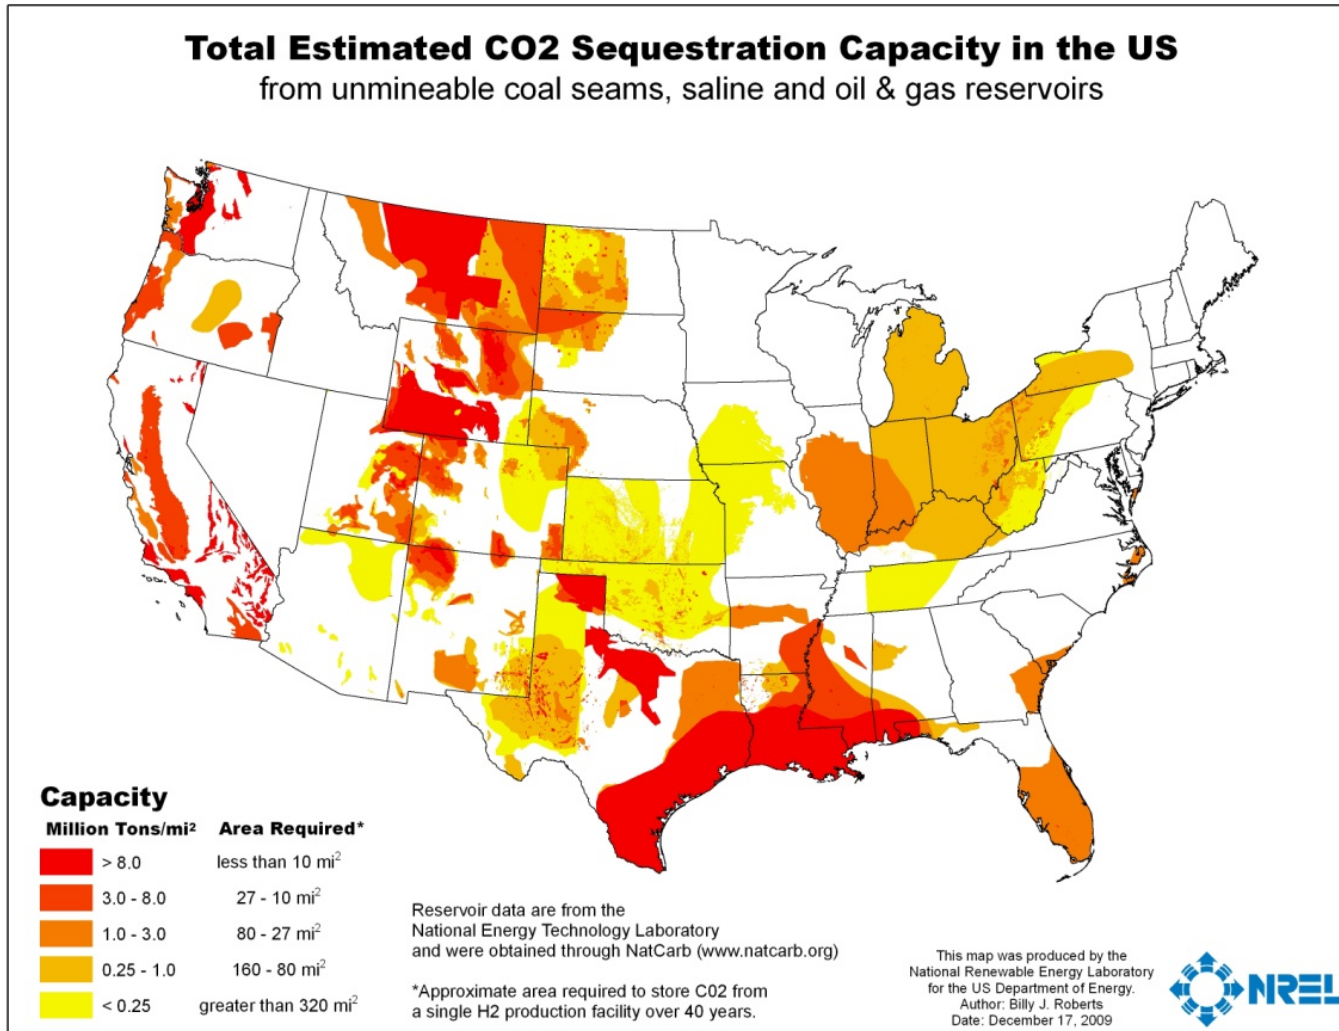 Total Estimated CO2 Sequestration Capacity in the US
from unmineable coal seams, saline and oil & gas reservoirs
Capacity
Million Tons/mi² Area Required*
> 8.0 less than 10 mi²
3.0 - 8.0 27 - 10 mi²
1.0 - 3.0 80 - 27 mi²
0.25 - 1.0 160 - 80 mi²
< 0.25 greater than 320 mi²
Reservoir data are from the
National Energy Technology Laboratory
and were obtained through NatCarb (www.natcarb.org)
*Approximate area required to store C02 from
a single H2 production facility over 40 years.
This map was produced by the
National Renewable Energy Laboratory
for the US Department of Energy.
Author: Billy J. Roberts
Date: December 17, 2009
NREL